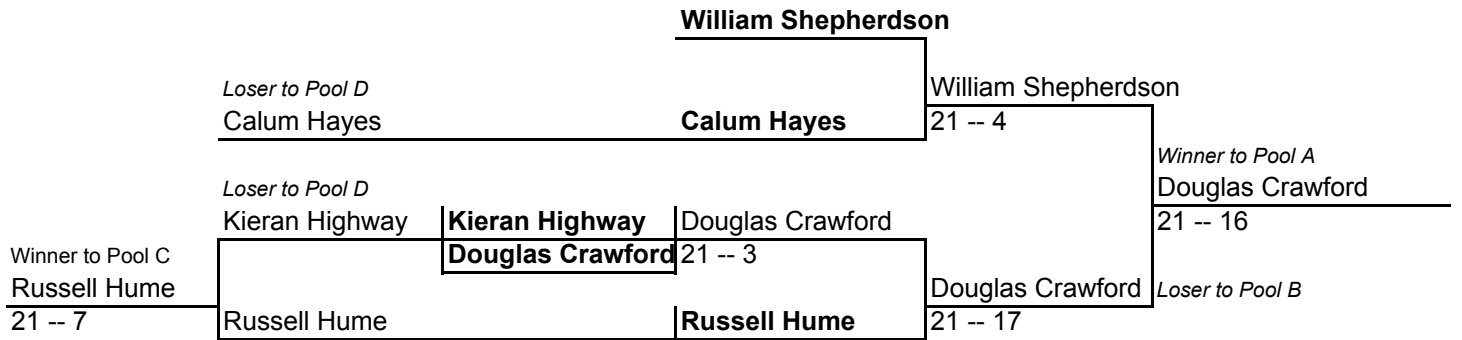 William Shepherdson
Loser to Pool D William Shepherdson
Calum Hayes Calum Hayes 21 -- 4
Winner to Pool A
Loser to Pool D Douglas Crawford
Kieran Highway Kieran Highway Douglas Crawford 21 -- 16
Winner to Pool C Douglas Crawford 21 -- 3
Russell Hume Douglas Crawford Loser to Pool B
21 -- 7 Russell Hume Russell Hume 21 -- 17